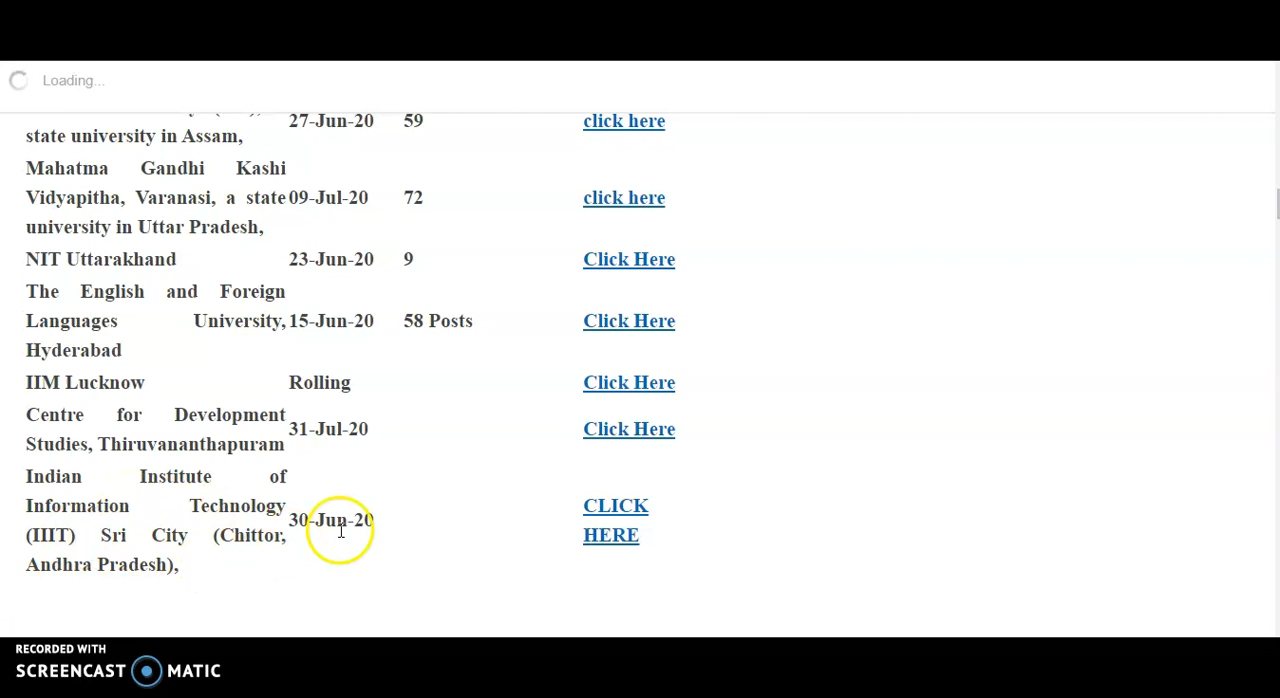 Loading...
state university in Assam,
27-Jun-20 59 click here
Mahatma Gandhi Kashi
Vidyapitha, Varanasi, a state 09-Jul-20 72 click here
university in Uttar Pradesh,
NIT Uttarakhand 23-Jun-20 9 Click Here
The English and Foreign
Languages University, 15-Jun-20 58 Posts Click Here
Hyderabad
IIM Lucknow Rolling Click Here
Centre for Development
Studies, Thiruvananthapuram
31-Jul-20 Click Here
Indian Institute of
Information Technology
(IIIT) Sri City (Chittor,
Andhra Pradesh),
30-Jun-20
CLICK
HERE
RECORDED WITH
SCREENCAST MATIC